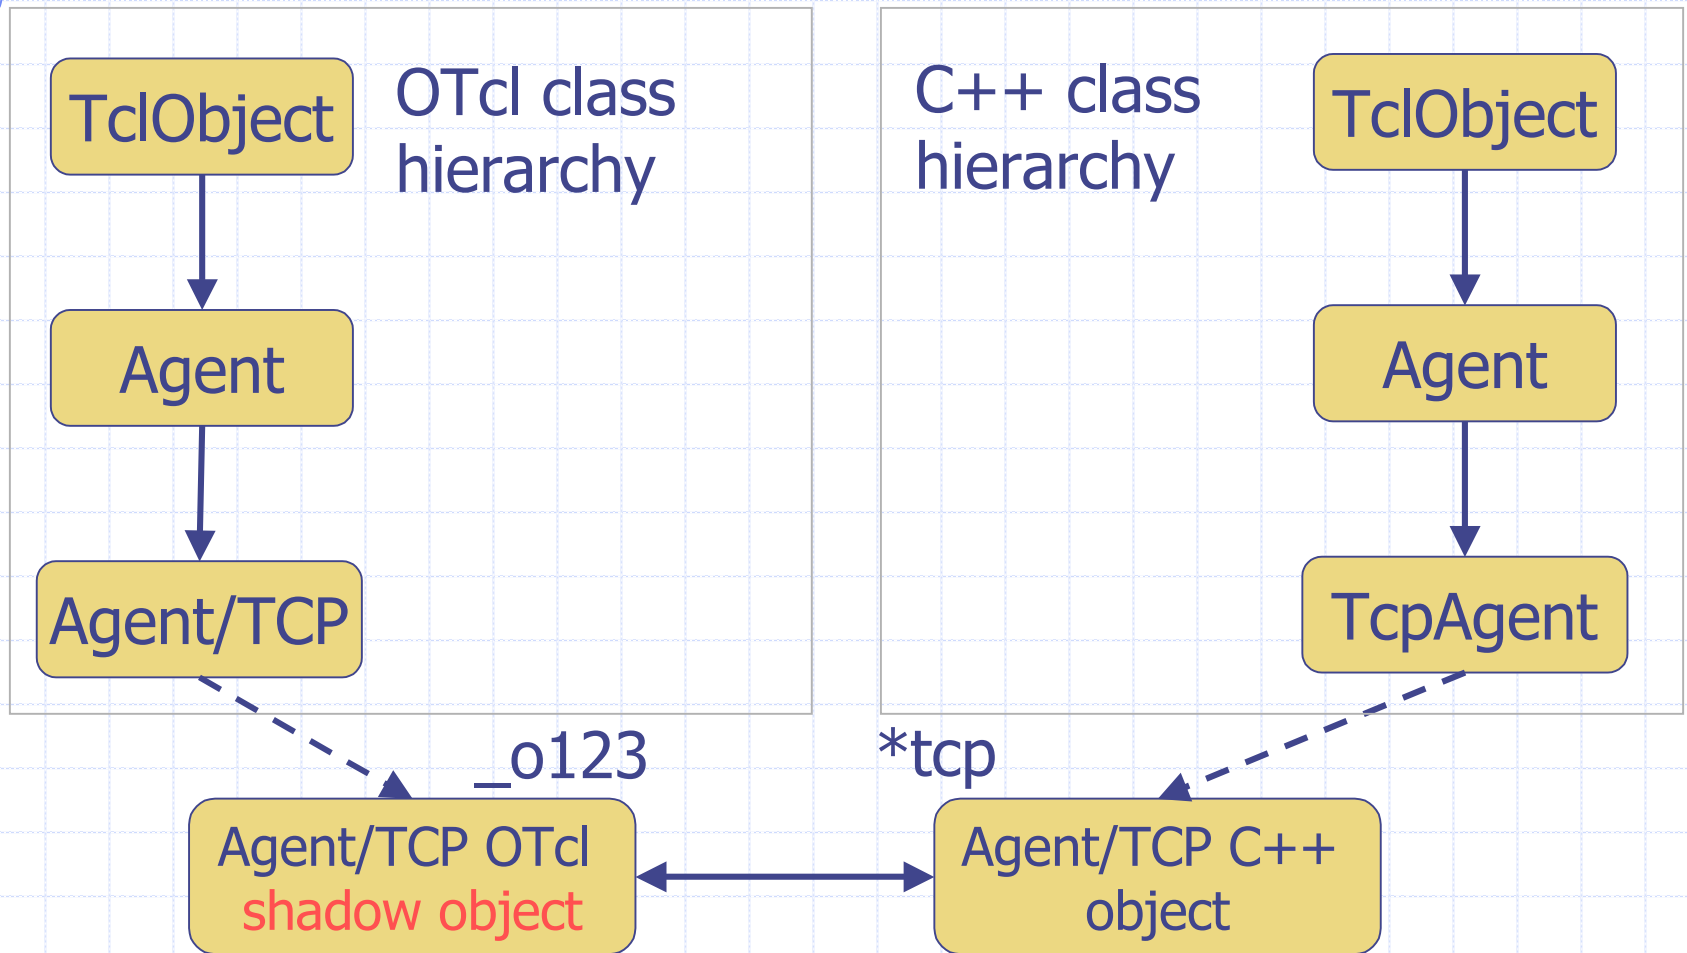 TclObject
OTcl class
hierarchy
Agent
Agent/TCP
C++ class
hierarchy
TclObject
Agent
TcpAgent
_o123
*tcp
Agent/TCP OTcl
shadow object
Agent/TCP C++
object